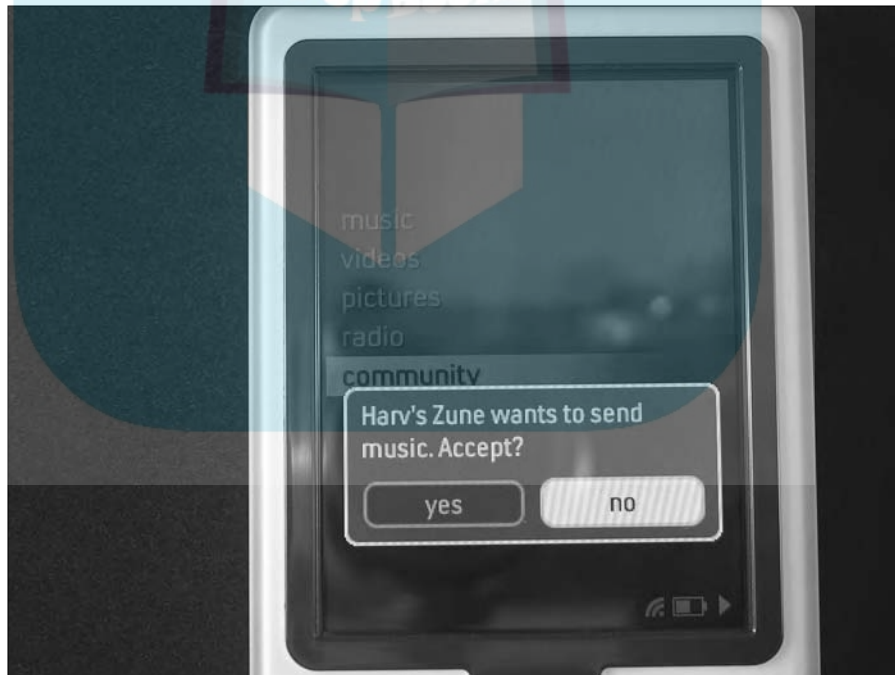 music
videos
pictures
radio
community
Harv's Zune wants to send
music. Accept?
yes
no